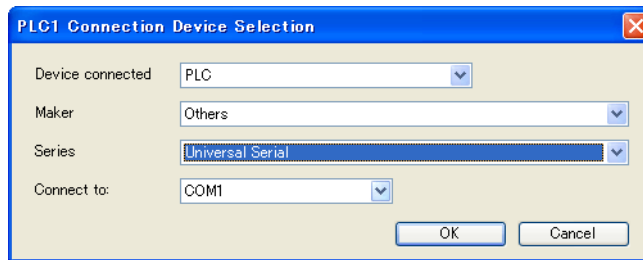 PLC1 Connection Device Selection
Device connected PLC
Maker Others
Series Universal Serial
Connect to: COM1
OK Cancel